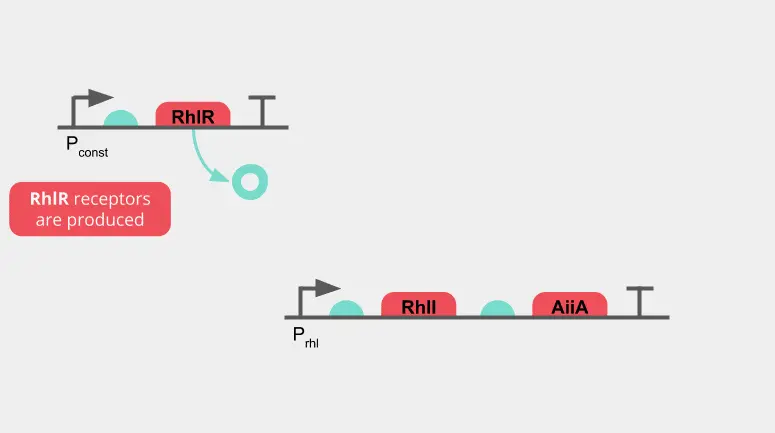 RhlR
P const
RhlR receptors
are produced
RhlI
AiiA
P rhl